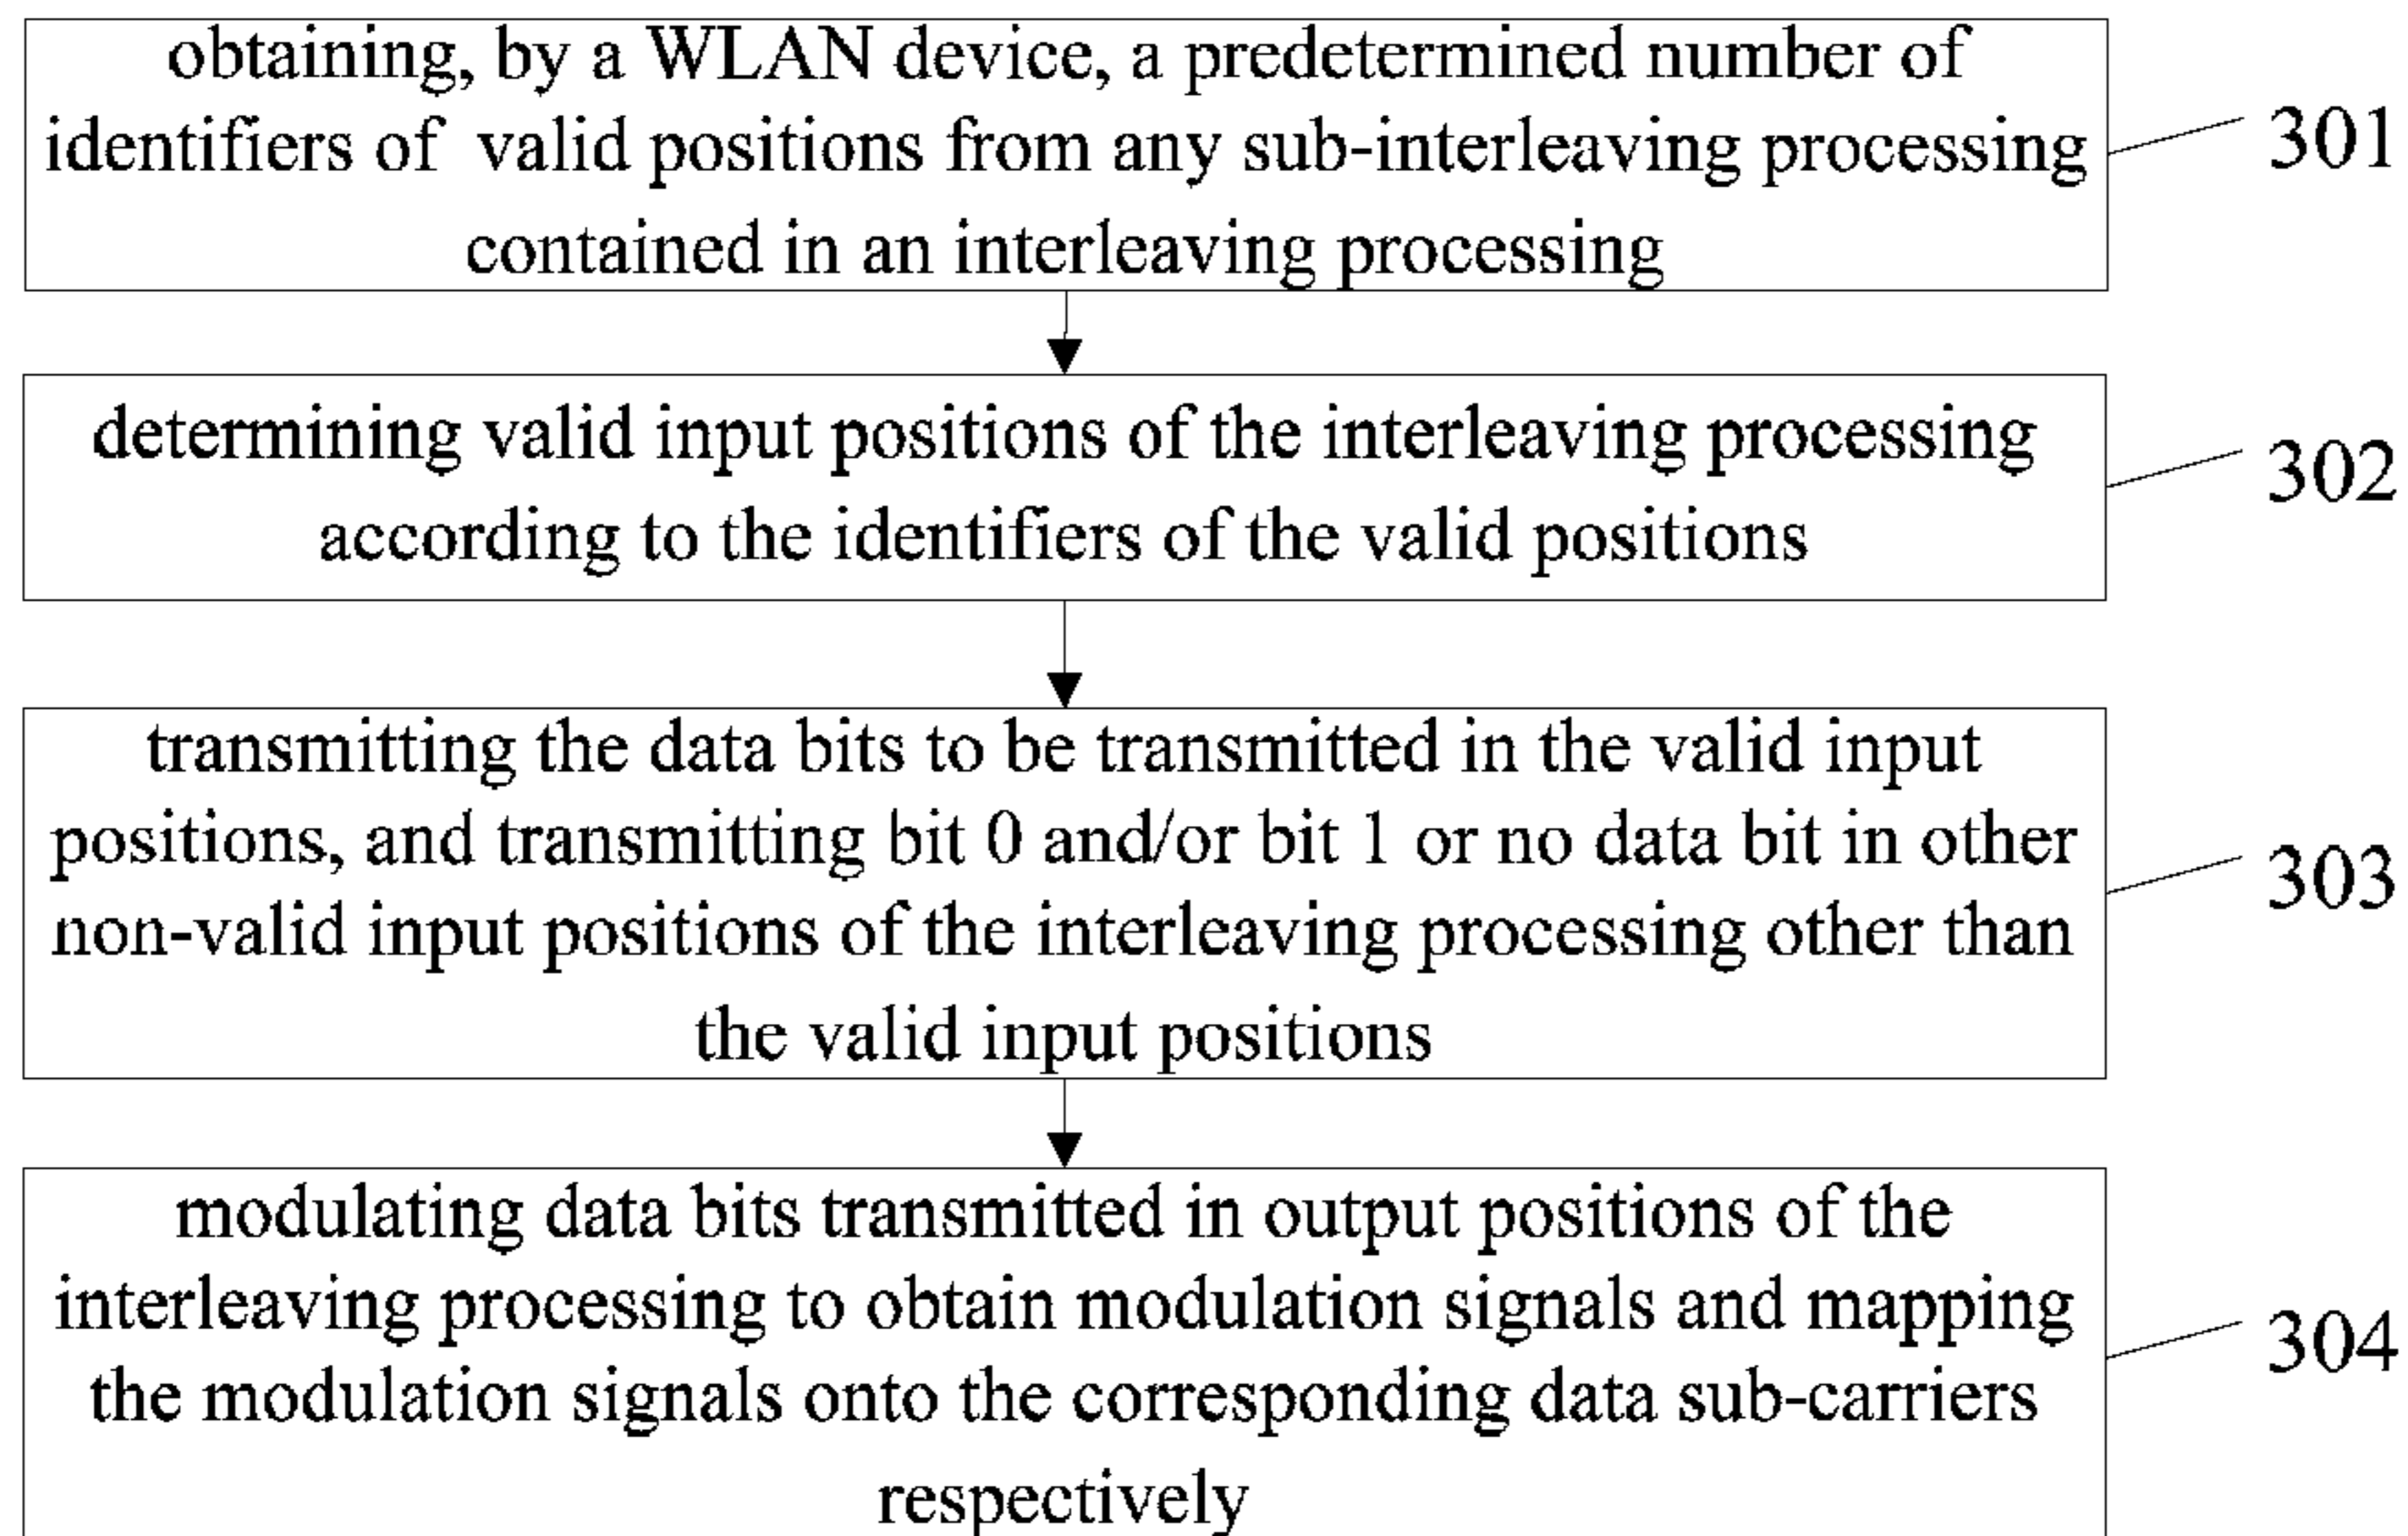 obtaining, by a WLAN device, a predetermined number of
identifiers of valid positions from any sub-interleaving processing
contained in an interleaving processing
301
determining valid input positions of the interleaving processing
according to the identifiers of the valid positions
302
transmitting the data bits to be transmitted in the valid input
positions, and transmitting bit 0 and/or bit 1 or no data bit in other
non-valid input positions of the interleaving processing other than
the valid input positions
303
modulating data bits transmitted in output positions of the
interleaving processing to obtain modulation signals and mapping
the modulation signals onto the corresponding data sub-carriers
respectively
304